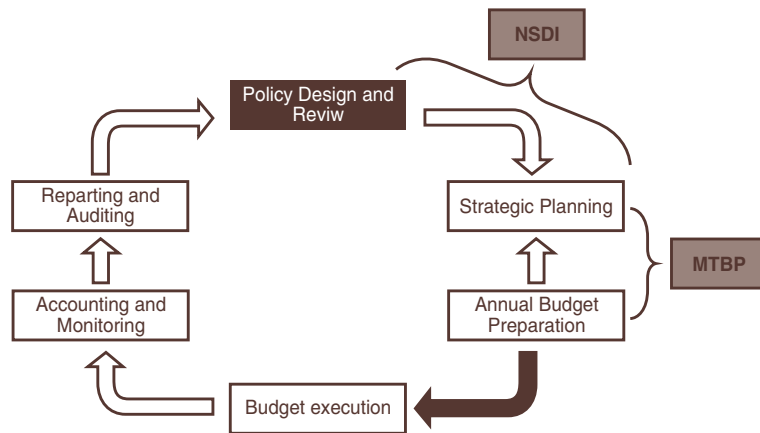 NSDI
Policy Design and
Reviw
Reparting and
Auditing
Strategic Planning
MTBP
Accounting and
Monitoring
Annual Budget
Preparation
Budget execution